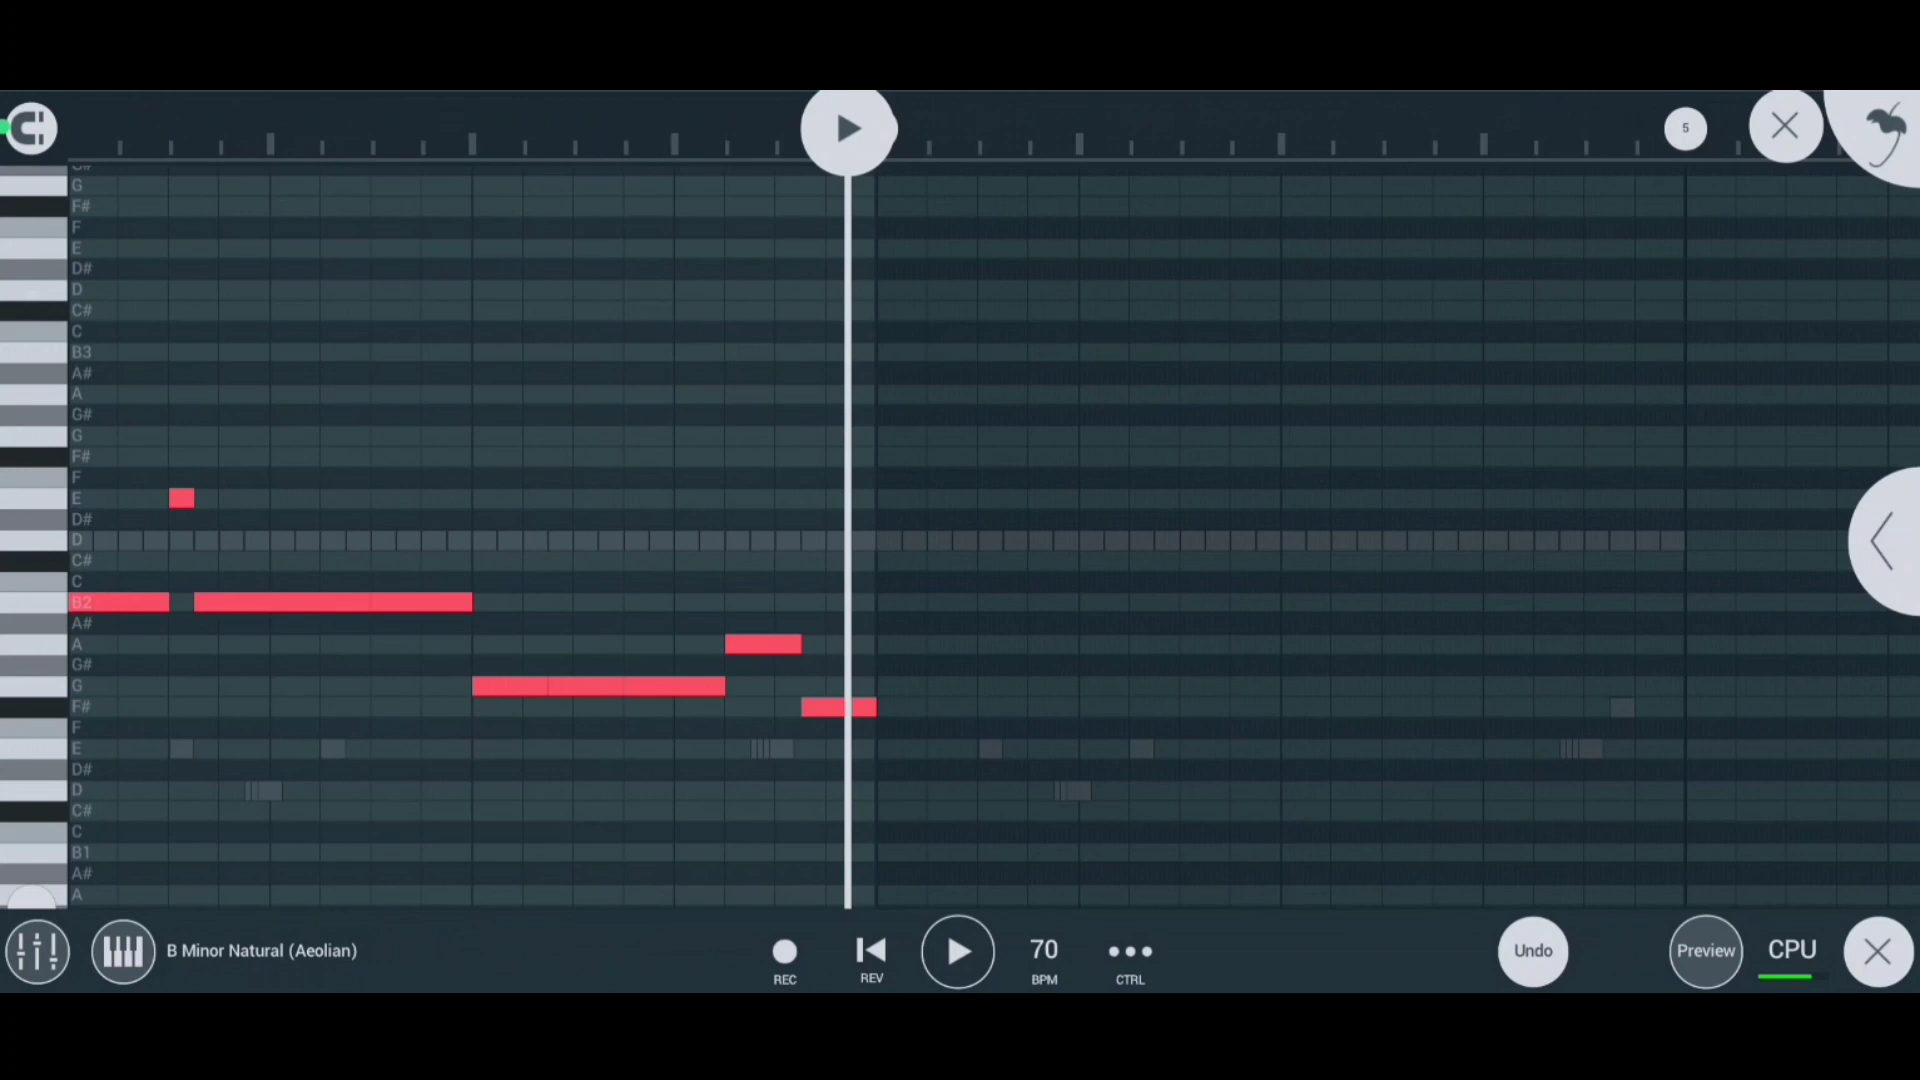 5
G
F#
F
E
D#
D
C#
C
B3
A#
A
G#
G
F#
F
E
D#
D
C#
C
B2
A#
A
G#
G
F#
F
E
D#
D
C#
C
B1
A#
A
B Minor Natural (Aeolian)
REC
REV
70
BPM
CTRL
Undo
Preview
CPU